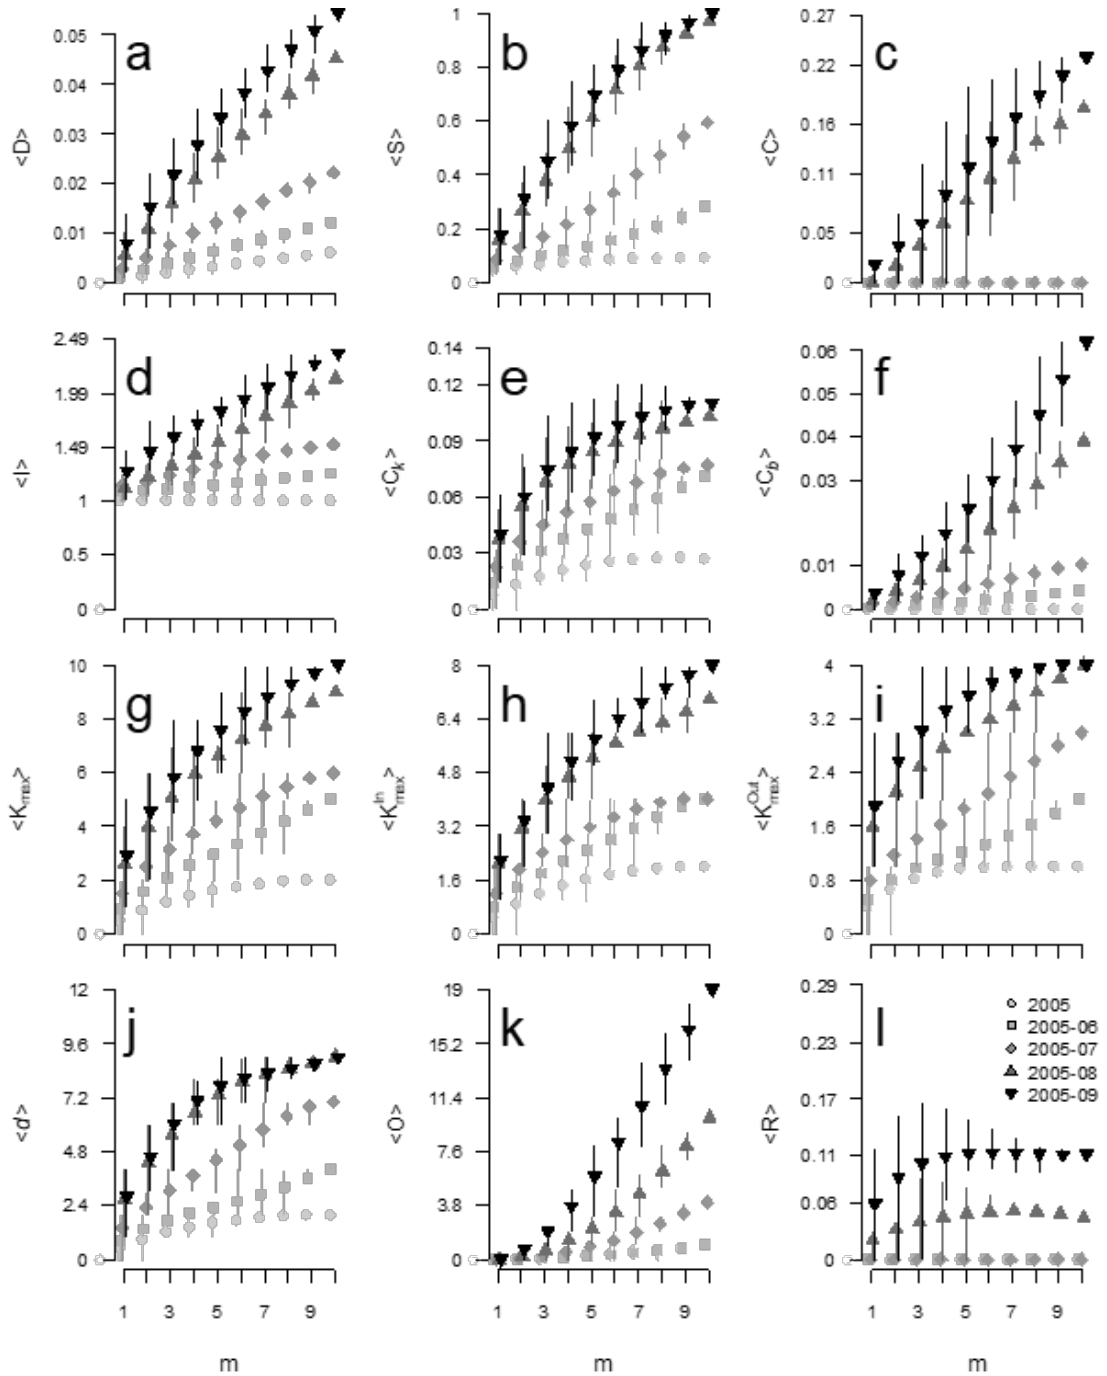 a
<D>
0.05
0.04
0.03
0.02
0.01
0
b
<S>
1
0.8
0.6
0.4
0.2
0
c
<C>
0.27
0.22
0.16
0.11
0.05
0
d
<I>
2.49
1.99
1.49
1
0.5
0
e
<Ck>
0.14
0.12
0.09
0.06
0.03
0
f
<Cb>
0.06
0.05
0.04
0.03
0.01
0
g
<Kmax>
10
8
6
4
2
0
h
<KmaxIn>
8
6.4
4.8
3.2
1.6
0
i
<KmaxOut>
4
3.2
2.4
1.6
0.8
0
j
<d>
12
9.6
7.2
4.8
2.4
0
1 3 5 7 9
m
k
<O>
19
15.2
11.4
7.6
3.8
0
1 3 5 7 9
m
l
<R>
0.29
0.23
0.17
0.11
0.06
0
2005
2005-06
2005-07
2005-08
2005-09
1 3 5 7 9
m